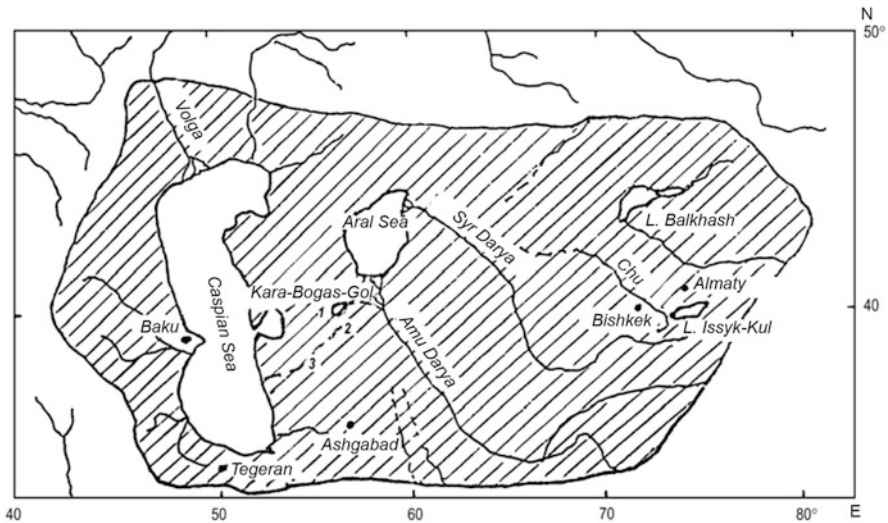 N
50°
Volga
Aral Sea
Syr Darya
L. Balkhash
Caspian Sea
Kara-Bogas-Gol
Chu
Almaty
1
2
3
40
Baku
Amu Darya
Bishkek
L. Issyk-Kul
Ashgabad
Tegeran
40
50
60
70
80°
E